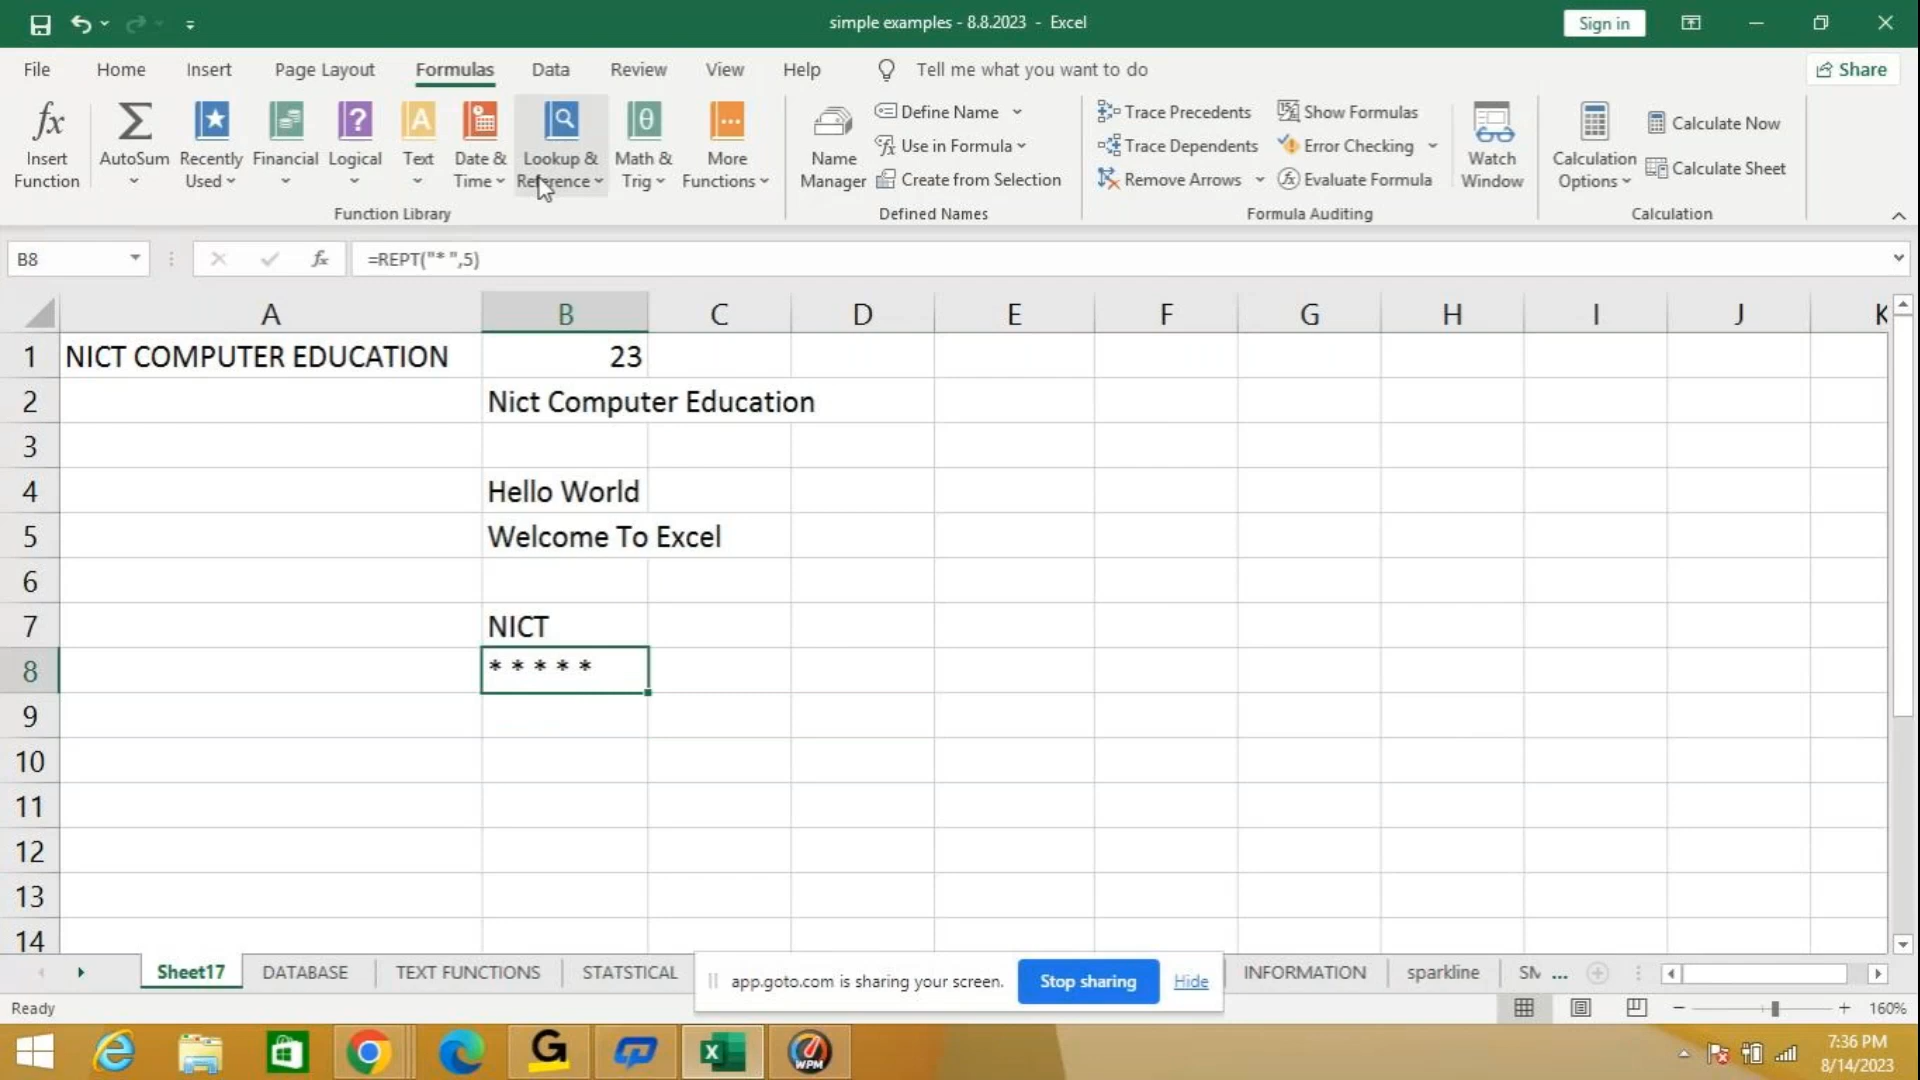 simple examples - 8.8.2023 - Excel
Sign in
File Home Insert Page Layout Formulas Data Review View Help Tell me what you want to do Share
fx Insert Function
Σ AutoSum
Recently Used
Financial
? Logical
A Text
Date & Time
Lookup & Reference
θ Math & Trig
More Functions
Function Library
Name Manager
Define Name
Use in Formula
Create from Selection
Defined Names
Trace Precedents
Trace Dependents
Remove Arrows
Show Formulas
Error Checking
Evaluate Formula
Formula Auditing
Watch Window
Calculation Options
Calculate Now
Calculate Sheet
Calculation
B8 fx =REPT("* ",5)
A B C D E F G H I J K
1 NICT COMPUTER EDUCATION 23
2 Nict Computer Education
3
4 Hello World
5 Welcome To Excel
6
7 NICT
8 * * * * *
9
10
11
12
13
14
Sheet17 DATABASE TEXT FUNCTIONS STATSTICAL INFORMATION sparkline SM ...
app.goto.com is sharing your screen. Stop sharing Hide
Ready 160%
G X WPM
7:36 PM
8/14/2023